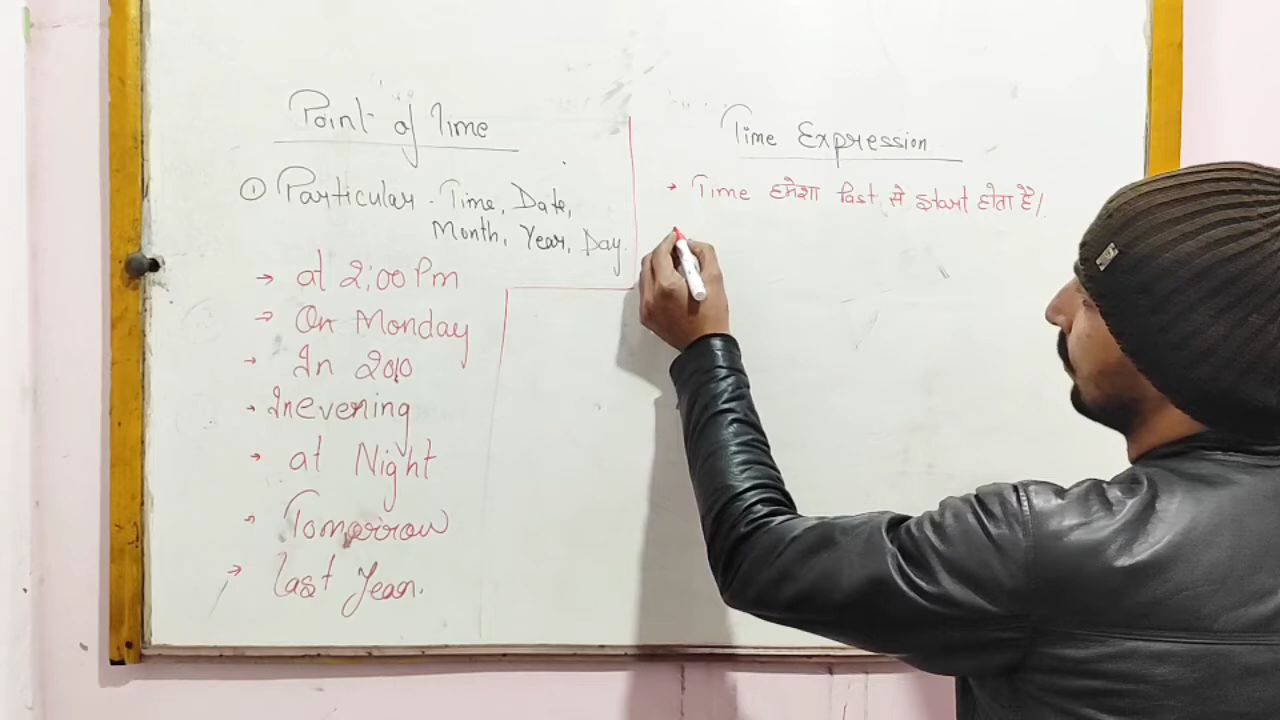 Point of Time
① Particular - Time, Date,
Month, Year, Day.
→ at 2:00 Pm
→ On Monday
→ In 2010
→ In evening
→ at Night
→ Tomorrow
→ last Year.
Time Expression
→ Time हमेशा Past से start होता है।